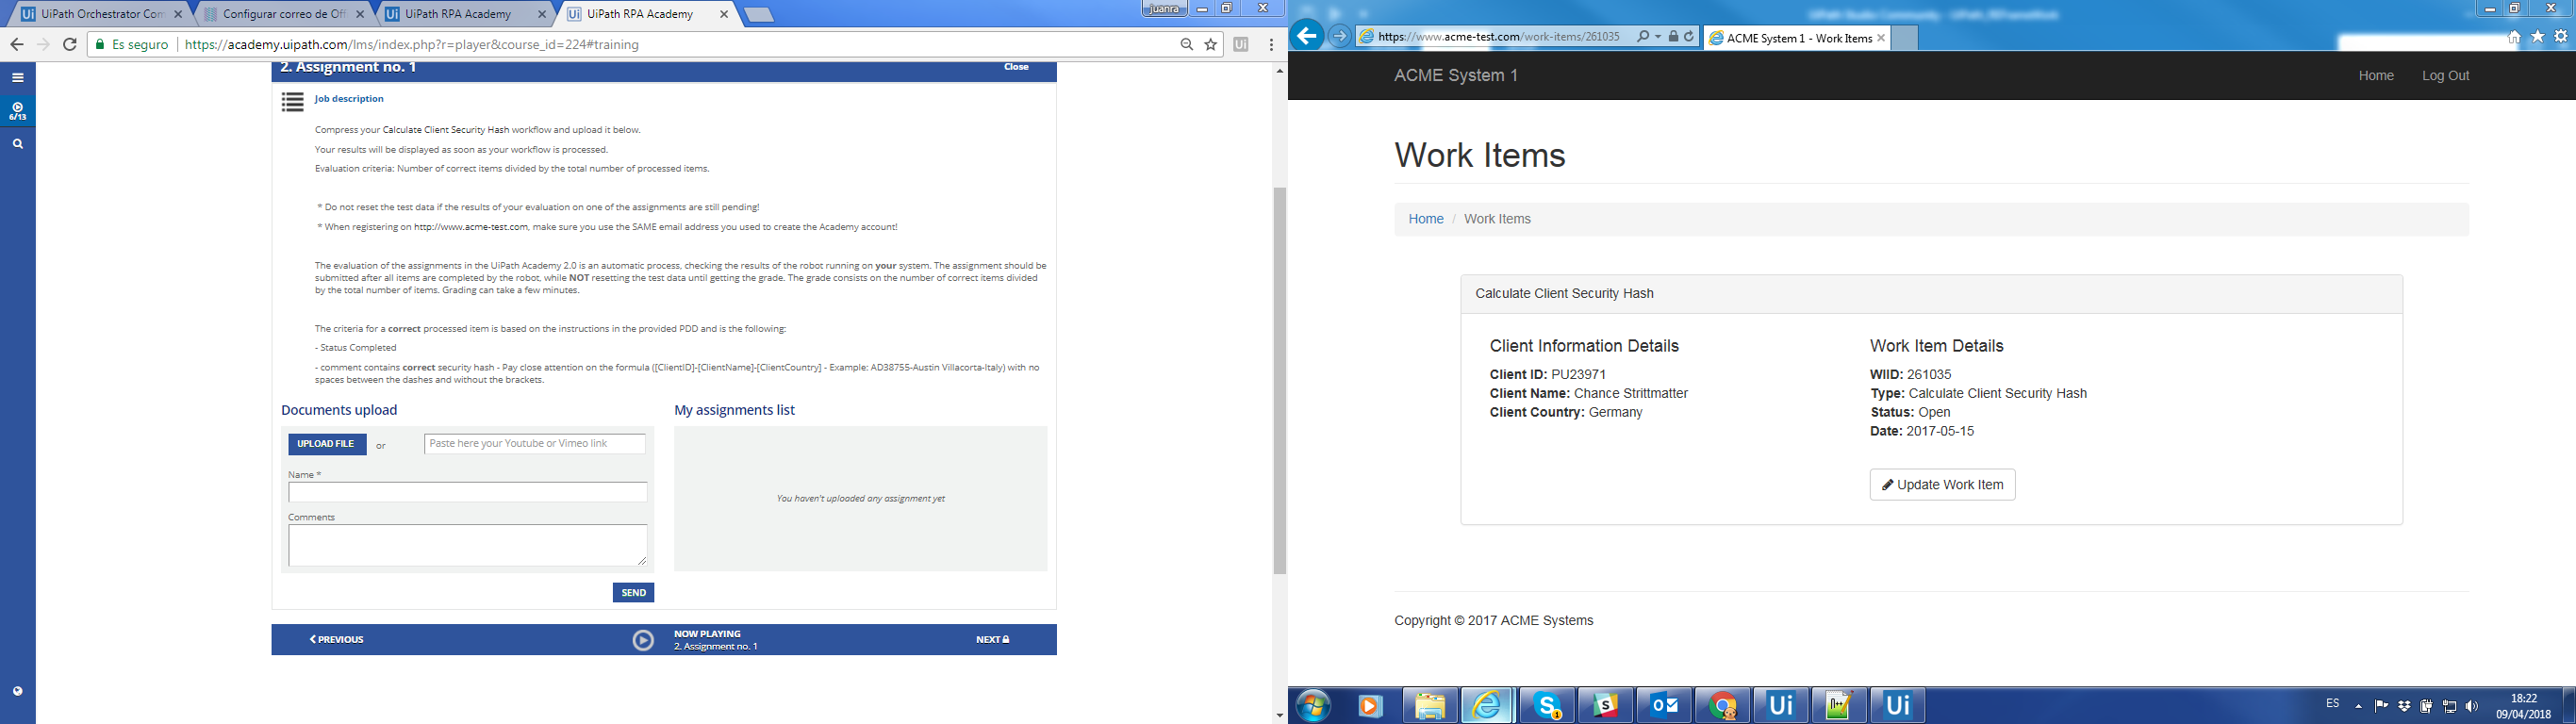 UiPath Orchestrator Com
Configurar correo de Off
UiPath RPA Academy
UiPath RPA Academy
juanra
Es seguro
https://academy.uipath.com/lms/index.php?r=player&course_id=224#training
6/13
2. Assignment no. 1
Close
Job description
Compress your Calculate Client Security Hash workflow and upload it below.
Your results will be displayed as soon as your workflow is processed.
Evaluation criteria: Number of correct items divided by the total number of processed items.
* Do not reset the test data if the results of your evaluation on one of the assignments are still pending!
* When registering on http://www.acme-test.com, make sure you use the SAME email address you used to create the Academy account!
The evaluation of the assignments in the UiPath Academy 2.0 is an automatic process, checking the results of the robot running on your system. The assignment should be
submitted after all items are completed by the robot, while NOT resetting the test data until getting the grade. The grade consists on the number of correct items divided
by the total number of items. Grading can take a few minutes.
The criteria for a correct processed item is based on the instructions in the provided PDD and is the following:
- Status Completed
- comment contains correct security hash - Pay close attention on the formula ([ClientID]-[ClientName]-[ClientCountry] - Example: AD38755-Austin Villacorta-Italy) with no
spaces between the dashes and without the brackets.
Documents upload
UPLOAD FILE
or
Paste here your Youtube or Vimeo link
Name *
Comments
SEND
My assignments list
You haven't uploaded any assignment yet
PREVIOUS
NOW PLAYING
2. Assignment no. 1
NEXT
https://www.acme-test.com/work-items/261035
ACME System 1 - Work Items
ACME System 1
Home
Log Out
Work Items
Home / Work Items
Calculate Client Security Hash
Client Information Details
Client ID: PU23971
Client Name: Chance Strittmatter
Client Country: Germany
Work Item Details
WIID: 261035
Type: Calculate Client Security Hash
Status: Open
Date: 2017-05-15
Update Work Item
Copyright © 2017 ACME Systems
ES
18:22
09/04/2018